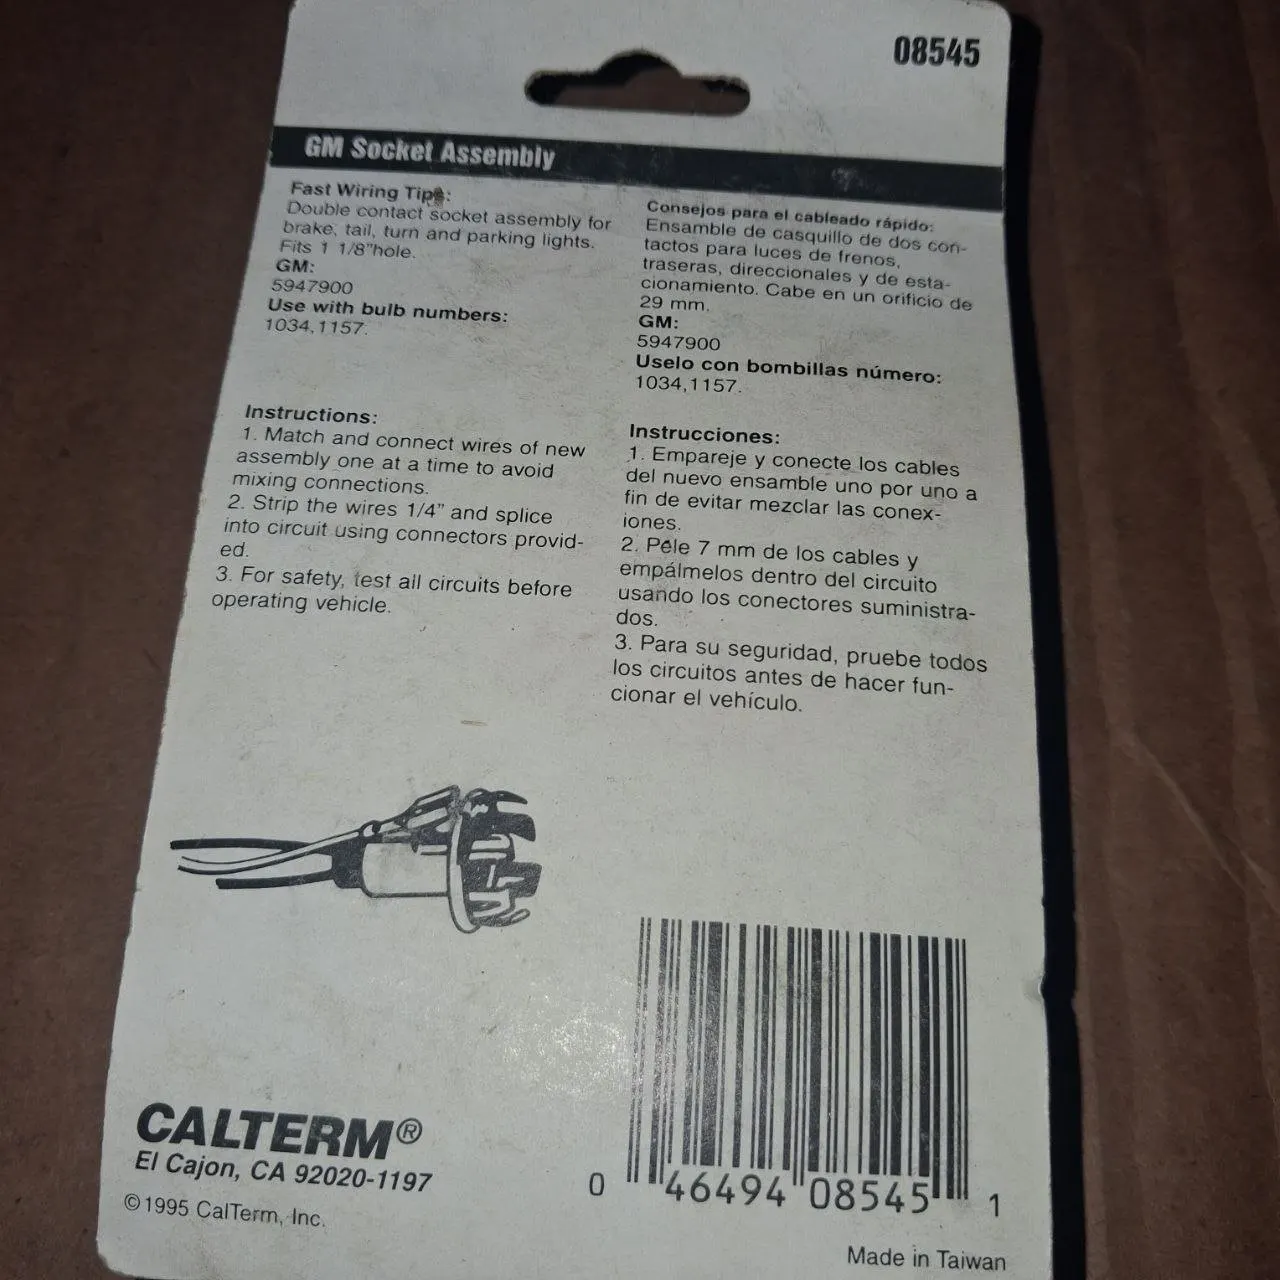 08545
GM Socket Assembly
Fast Wiring Tips:
Double contact socket assembly for
brake, tail, turn and parking lights.
Fits 1 1/8"hole.
GM:
5947900
Use with bulb numbers:
1034,1157.
Instructions:
1. Match and connect wires of new
assembly one at a time to avoid
mixing connections.
2. Strip the wires 1/4" and splice
into circuit using connectors provid-
ed.
3. For safety, test all circuits before
operating vehicle.
Consejos para el cableado rápido:
Ensamble de casquillo de dos con-
tactos para luces de frenos,
traseras, direccionales y de esta-
cionamiento. Cabe en un orificio de
29 mm.
GM:
5947900
Uselo con bombillas número:
1034,1157.
Instrucciones:
1. Empareje y conecte los cables
del nuevo ensamble uno por uno a
fin de evitar mezclar las conex-
iones.
2. Pele 7 mm de los cables y
empálmelos dentro del circuito
usando los conectores suministra-
dos.
3. Para su seguridad, pruebe todos
los circuitos antes de hacer fun-
cionar el vehículo.
CALTERM®
El Cajon, CA 92020-1197
©1995 CalTerm, Inc.
0 46494 08545 1
Made in Taiwan